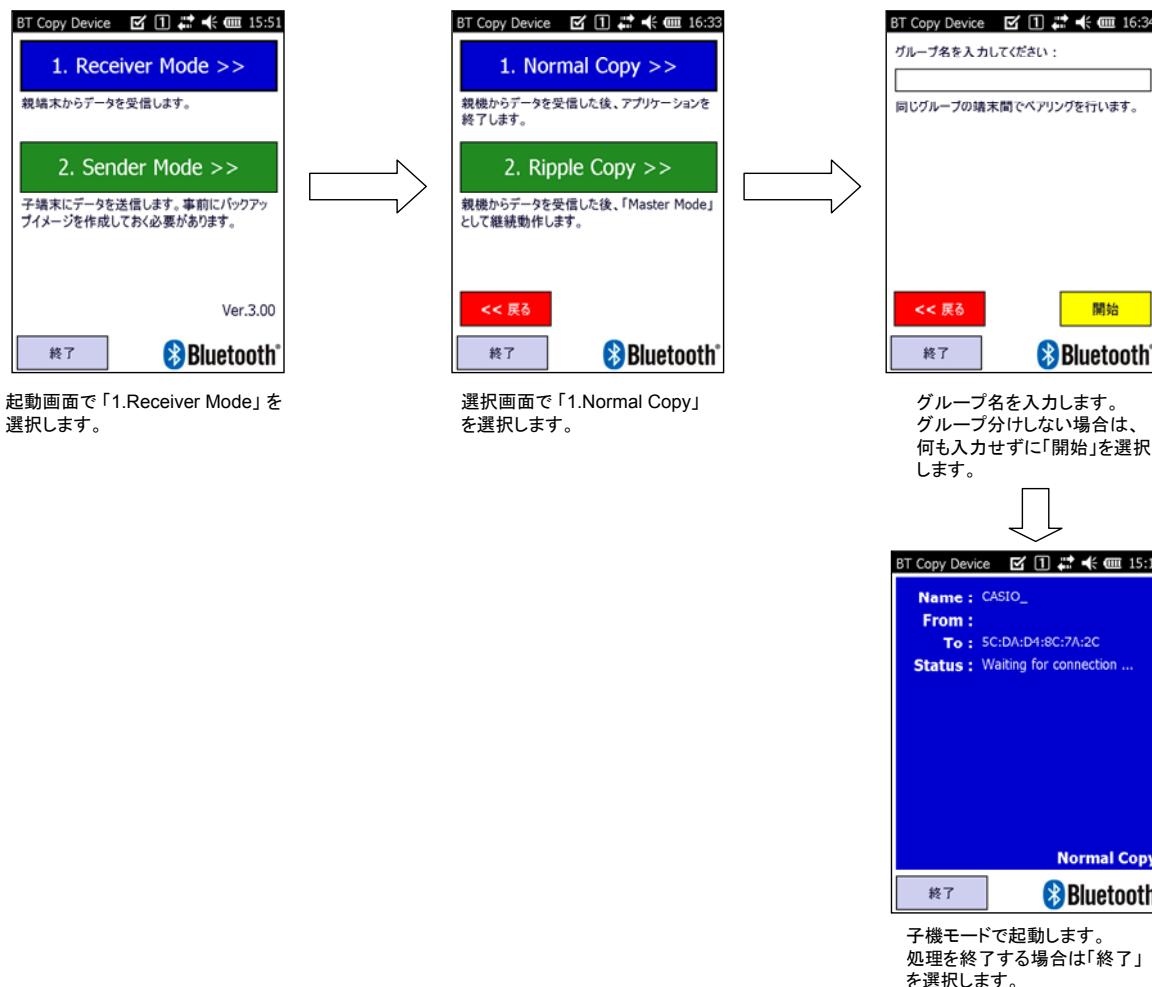 BT Copy Device 1 15:51
1. Receiver Mode >>
親端末からデータを受信します。
2. Sender Mode >>
子端末にデータを送信します。事前にバックアッ
プイメージを作成しておく必要があります。
Ver.3.00
終了
Bluetooth®
起動画面で「1.Receiver Mode」を
選択します。
BT Copy Device 1 16:33
1. Normal Copy >>
親機からデータを受信した後、アプリケーションを
終了します。
2. Ripple Copy >>
親機からデータを受信した後、「Master Mode」
として継続動作します。
<< 戻る
終了
Bluetooth®
選択画面で「1.Normal Copy」
を選択します。
BT Copy Device 1 16:34
グループ名を入力してください：
同じグループの端末間でペアリングを行います。
<< 戻る
開始
終了
Bluetooth
グループ名を入力します。
グループ分けしない場合は、
何も入力せずに「開始」を選択
します。
BT Copy Device 1 15:1
Name : CASIO_
From :
To : 5C:DA:D4:8C:7A:2C
Status : Waiting for connection ...
Normal Copy
終了
Bluetooth
子機モードで起動します。
処理を終了する場合は「終了」
を選択します。